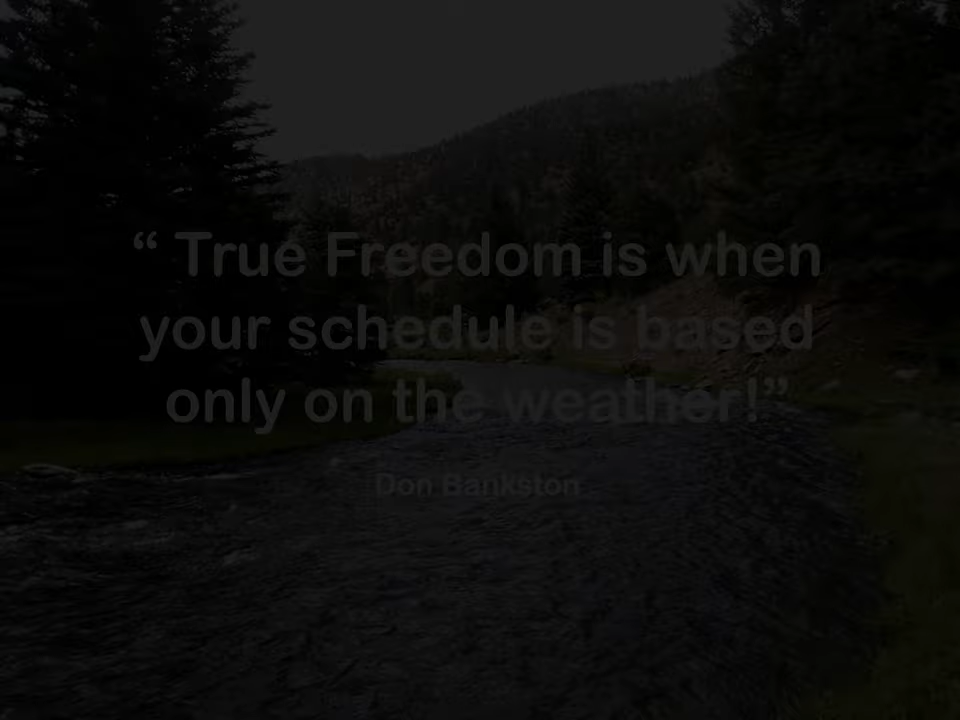 “ True Freedom is when
your schedule is based
only on the weather!”
Don Bankston